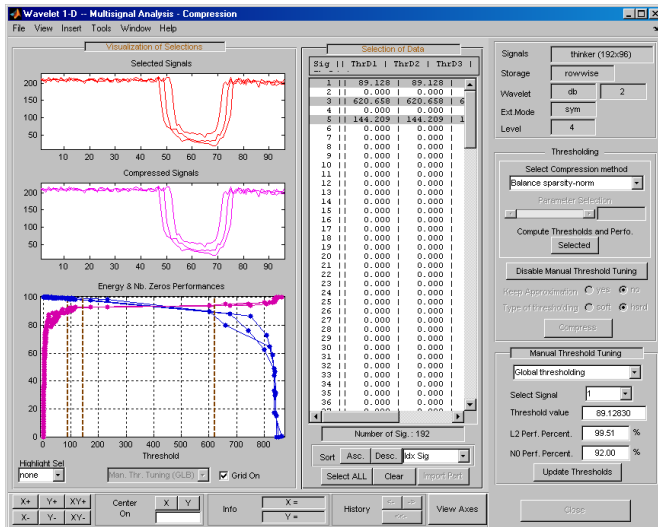 Wavelet 1-D -- Multisignal Analysis - Compression
File View Insert Tools Window Help
Visualization of Selections
Selected Signals
200
150
100
50
10 20 30 40 50 60 70 80 90
Compressed Signals
200
150
100
50
10 20 30 40 50 60 70 80 90
Energy & Nb. Zeros Performances
100
80
60
40
20
0
0 200 400 600 800
Threshold
Highlight Sel
none
Man. Thr. Tuning (GLB)
Grid On
Selection of Data
Sig || ThrD1 | ThrD2 | ThrD3 |
1 || 89.128 | 89.128 |
2 || 0.000 | 0.000 |
3 || 620.658 | 620.658 | 6
4 || 0.000 | 0.000 |
5 || 144.209 | 144.209 | 1
6 || 0.000 | 0.000 |
7 || 0.000 | 0.000 |
8 || 0.000 | 0.000 |
9 || 0.000 | 0.000 |
10 || 0.000 | 0.000 |
11 || 0.000 | 0.000 |
12 || 0.000 | 0.000 |
13 || 0.000 | 0.000 |
14 || 0.000 | 0.000 |
15 || 0.000 | 0.000 |
16 || 0.000 | 0.000 |
17 || 0.000 | 0.000 |
18 || 0.000 | 0.000 |
19 || 0.000 | 0.000 |
20 || 0.000 | 0.000 |
21 || 0.000 | 0.000 |
22 || 0.000 | 0.000 |
23 || 0.000 | 0.000 |
24 || 0.000 | 0.000 |
25 || 0.000 | 0.000 |
26 || 0.000 | 0.000 |
27 || 0.000 | 0.000 |
28 || 0.000 | 0.000 |
29 || 0.000 | 0.000 |
30 || 0.000 | 0.000 |
31 || 0.000 | 0.000 |
32 || 0.000 | 0.000 |
33 || 0.000 | 0.000 |
34 || 0.000 | 0.000 |
35 || 0.000 | 0.000 |
36 || 0.000 | 0.000 |
Number of Sig. : 192
Sort Asc. Desc. Idx Sig
Select ALL Clear Import Part
Signals thinker (192x96)
Storage rowwise
Wavelet db 2
Ext.Mode sym
Level 4
Thresholding
Select Compression method
Balance sparsity-norm
Parameter Selection
Compute Thresholds and Perfo.
Selected
Disable Manual Threshold Tuning
Keep Approximation yes no
Type of thresholding soft hard
Compress
Manual Threshold Tuning
Global thresholding
Select Signal 1
Threshold value 89.12830
L2 Perf. Percent. 99.51 %
N0 Perf. Percent. 92.00 %
Update Thresholds
X+ Y+ XY+
X- Y- XY-
Center On X Y
Info X =
Y =
History <- ->
<<-
View Axes
Close